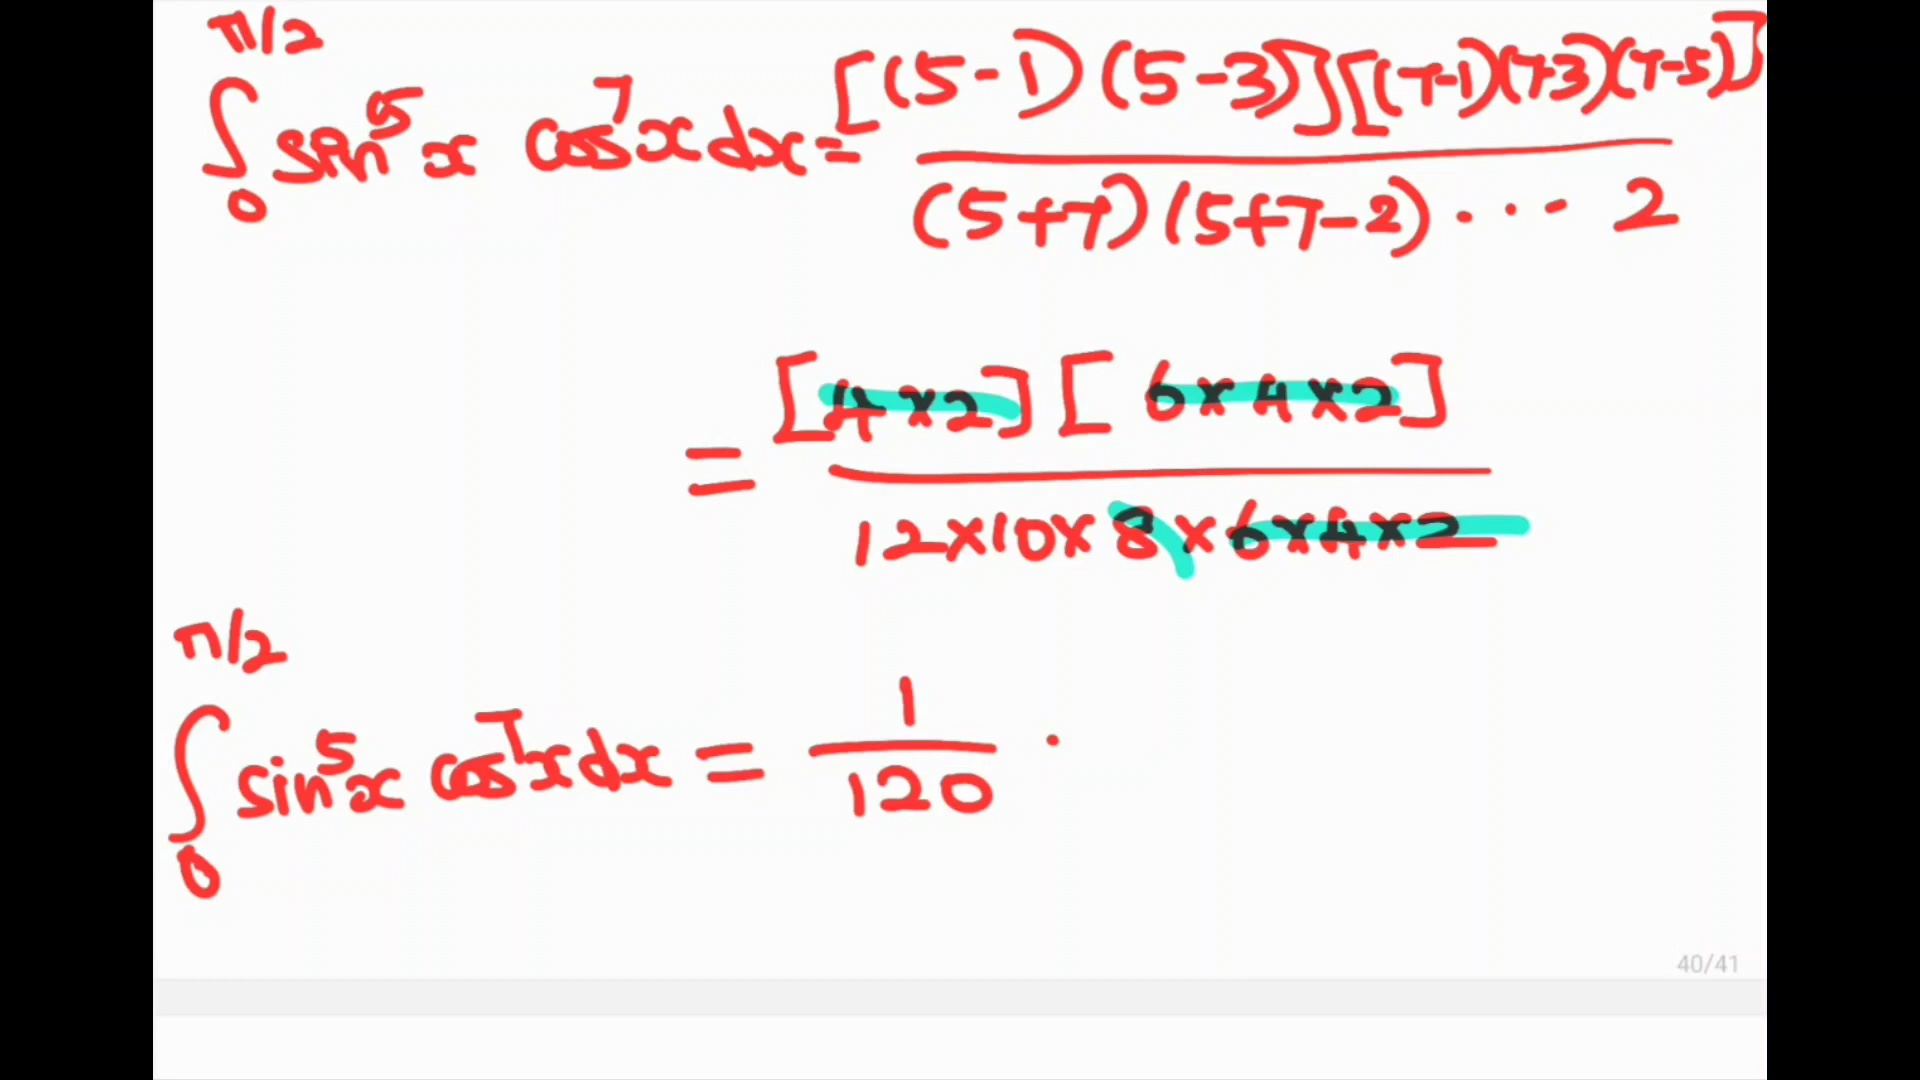 ∫₀^{π/2} sin⁵x cos⁷x dx = [(5-1)(5-3)][(7-1)(7-3)(7-5)] / (5+7)(5+7-2)...2
= [4×2][6×4×2] / 12×10×8×6×4×2
∫₀^{π/2} sin⁵x cos⁷x dx = 1/120 .
40/41